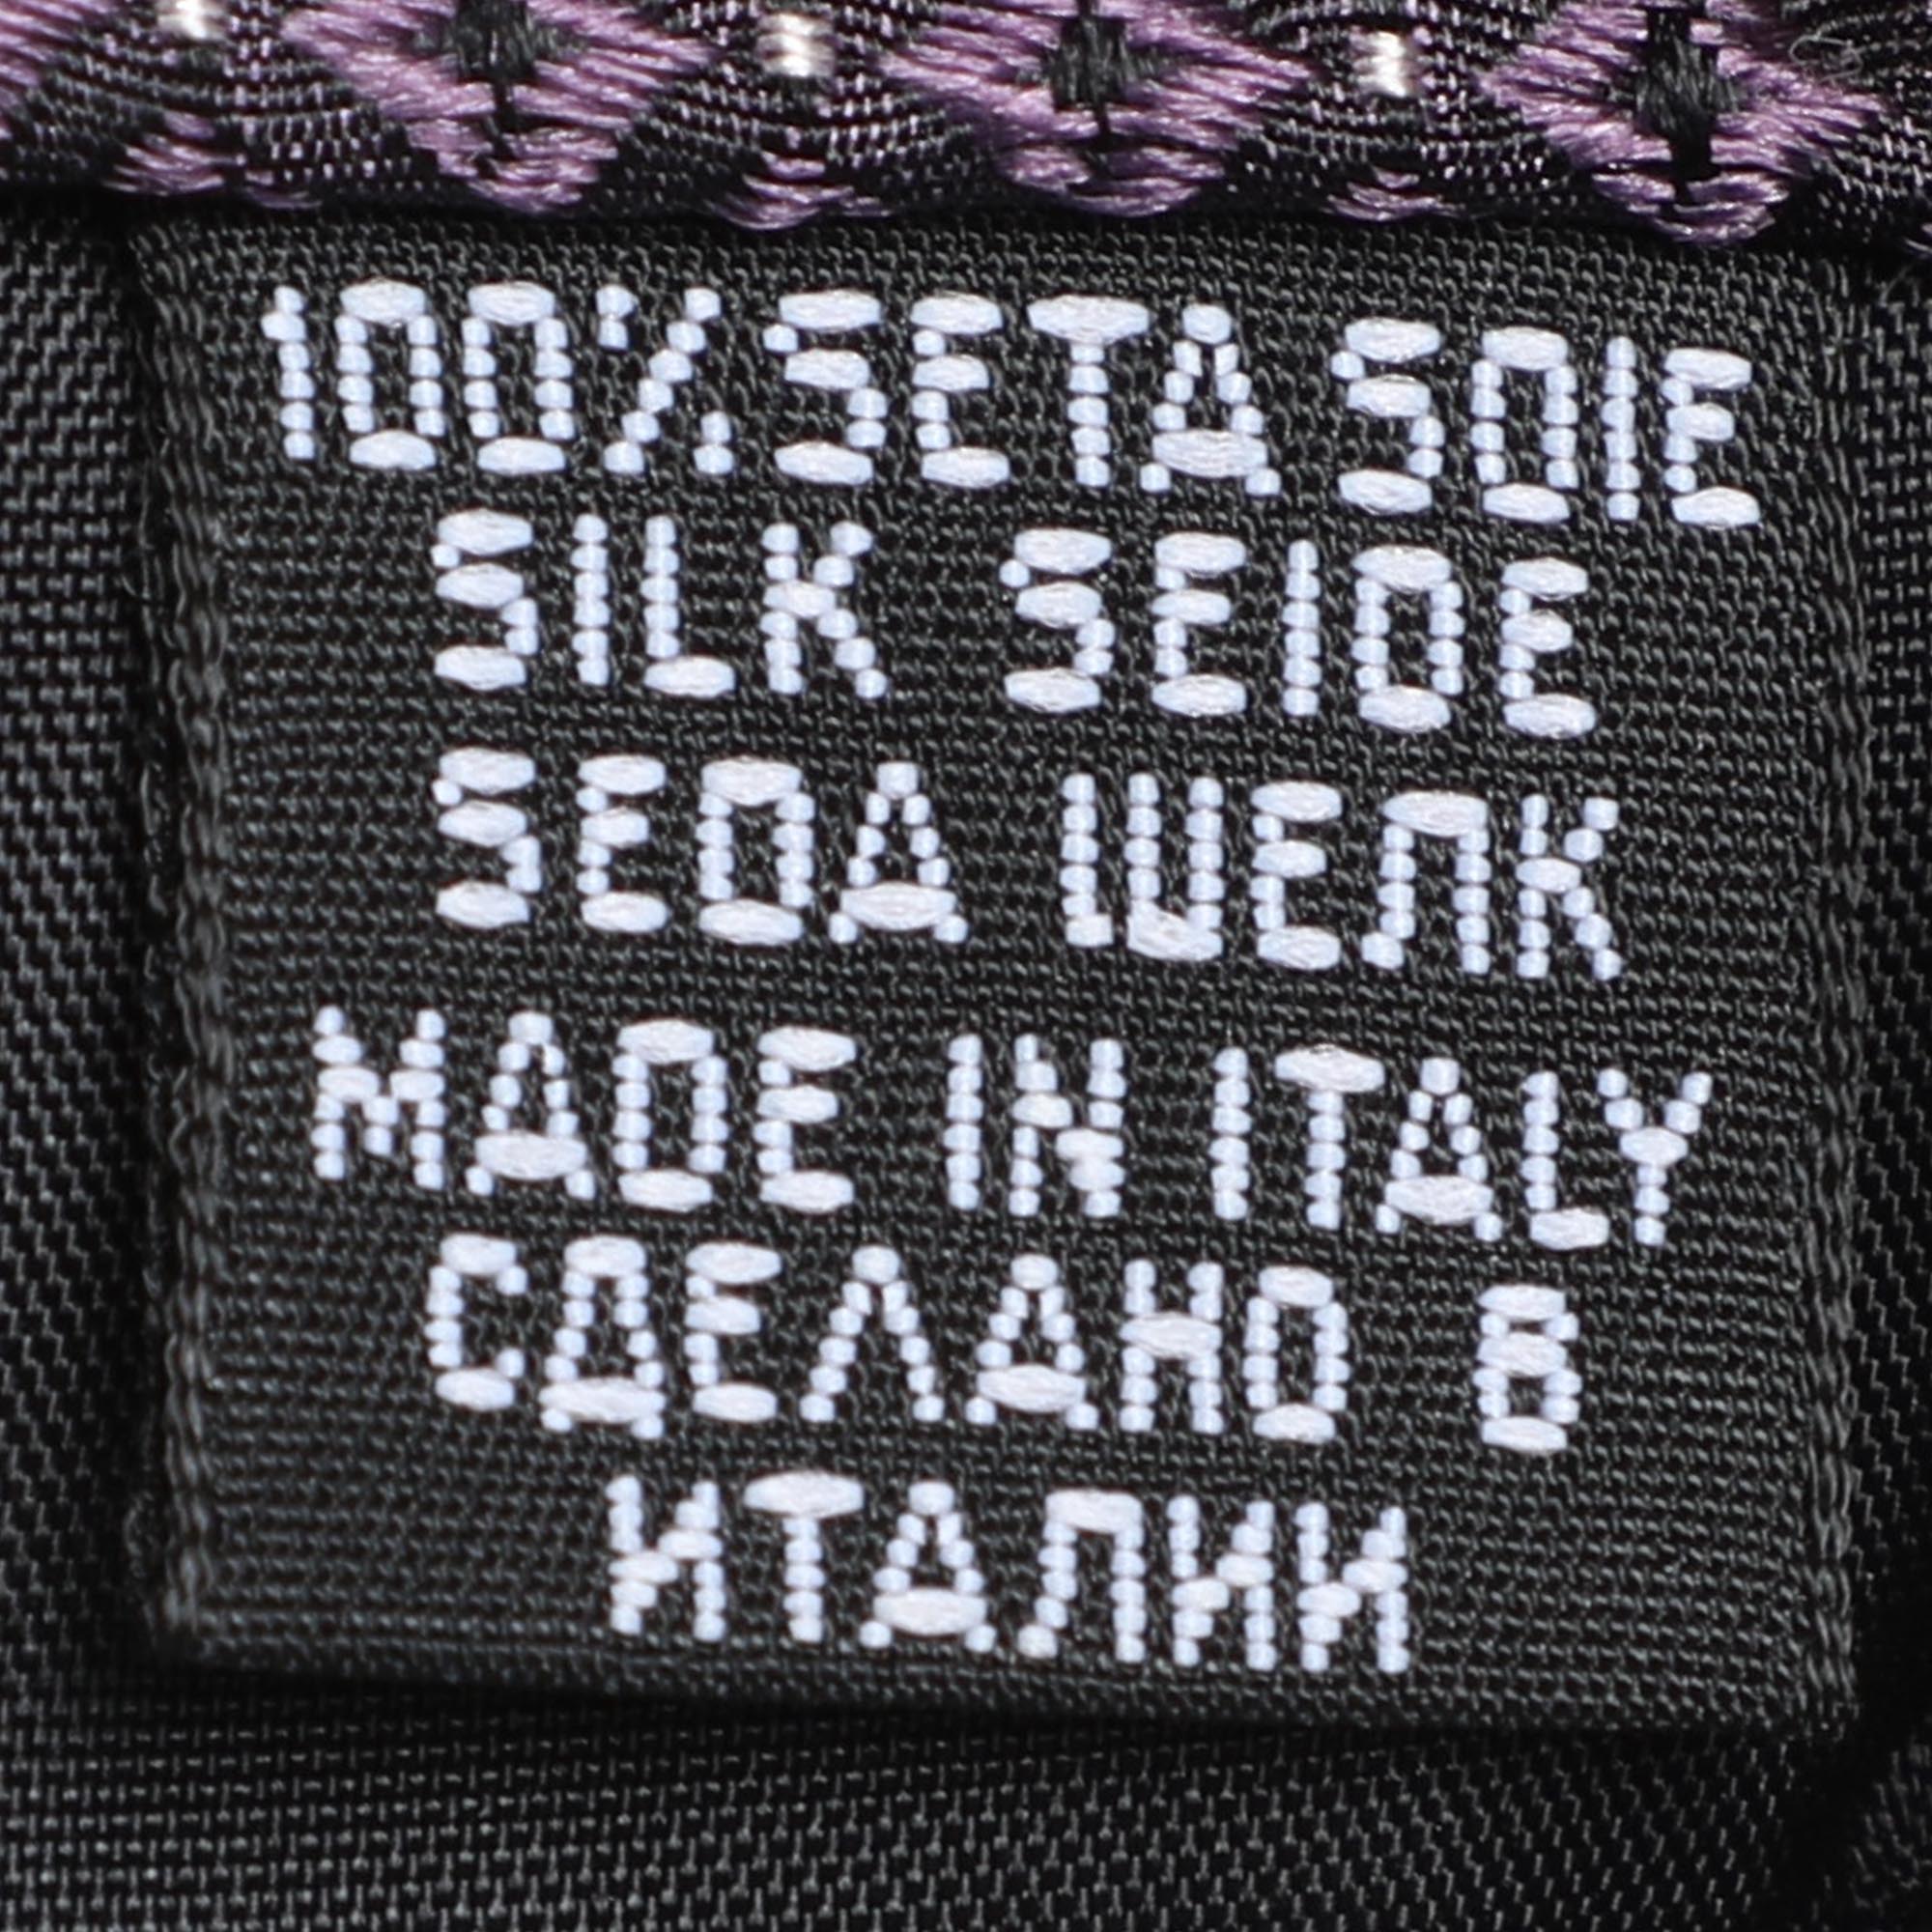 100% SETA SOIE
SILK SEIDE
SEDA ШЕЛК
MADE IN ITALY
СДЕЛАНО В
ИТАЛИИ